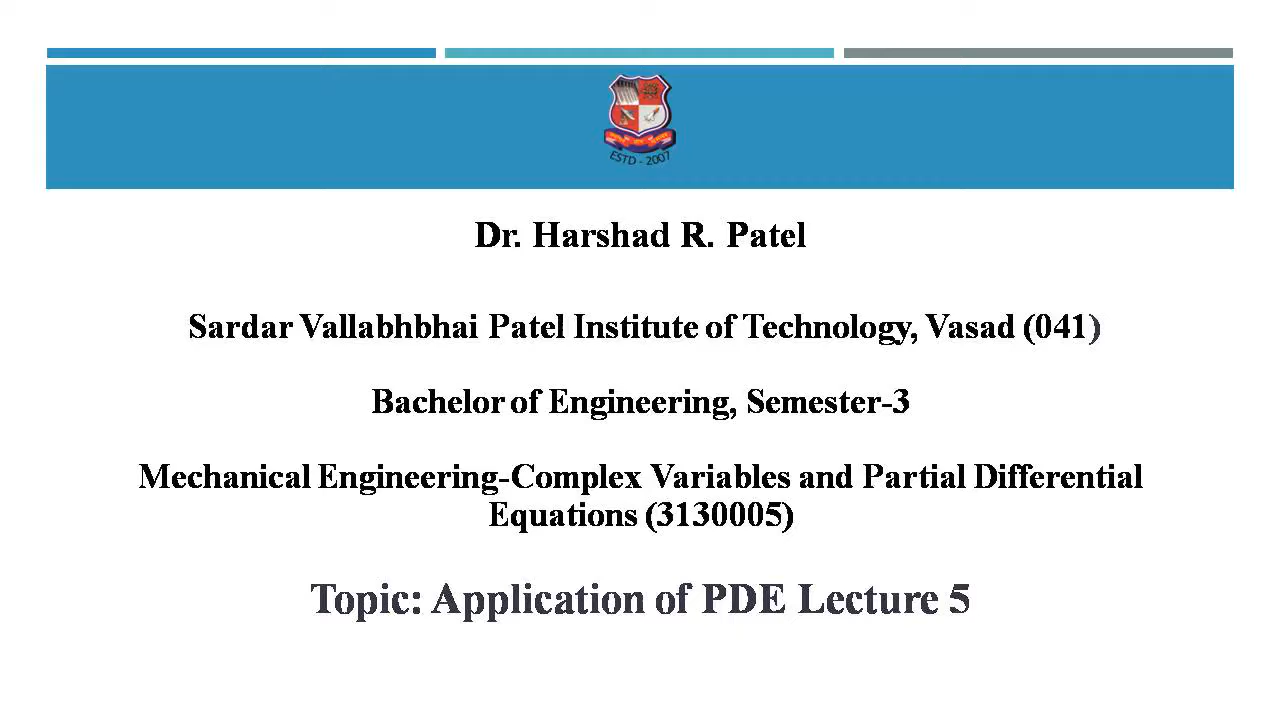 ESTD - 2007
Dr. Harshad R. Patel
Sardar Vallabhbhai Patel Institute of Technology, Vasad (041)
Bachelor of Engineering, Semester-3
Mechanical Engineering-Complex Variables and Partial Differential
Equations (3130005)
Topic: Application of PDE Lecture 5